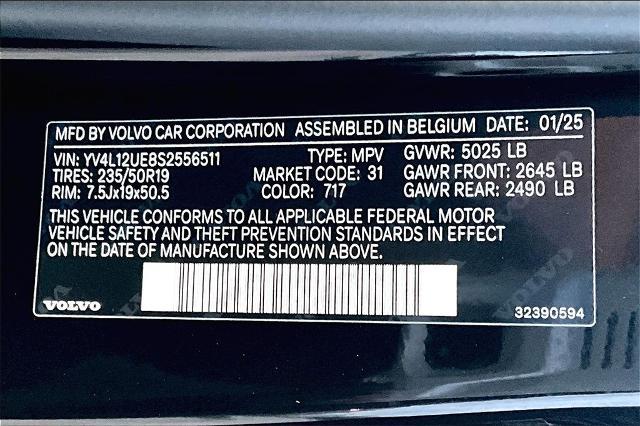 MFD BY VOLVO CAR CORPORATION ASSEMBLED IN BELGIUM DATE: 01/25
VIN: YV4L12UE8S2556511 TYPE: MPV GVWR: 5025 LB
TIRES: 235/50R19 MARKET CODE: 31 GAWR FRONT: 2645 LB
RIM: 7.5Jx19x50.5 COLOR: 717 GAWR REAR: 2490 LB
THIS VEHICLE CONFORMS TO ALL APPLICABLE FEDERAL MOTOR
VEHICLE SAFETY AND THEFT PREVENTION STANDARDS IN EFFECT
ON THE DATE OF MANUFACTURE SHOWN ABOVE.
VOLVO 32390594